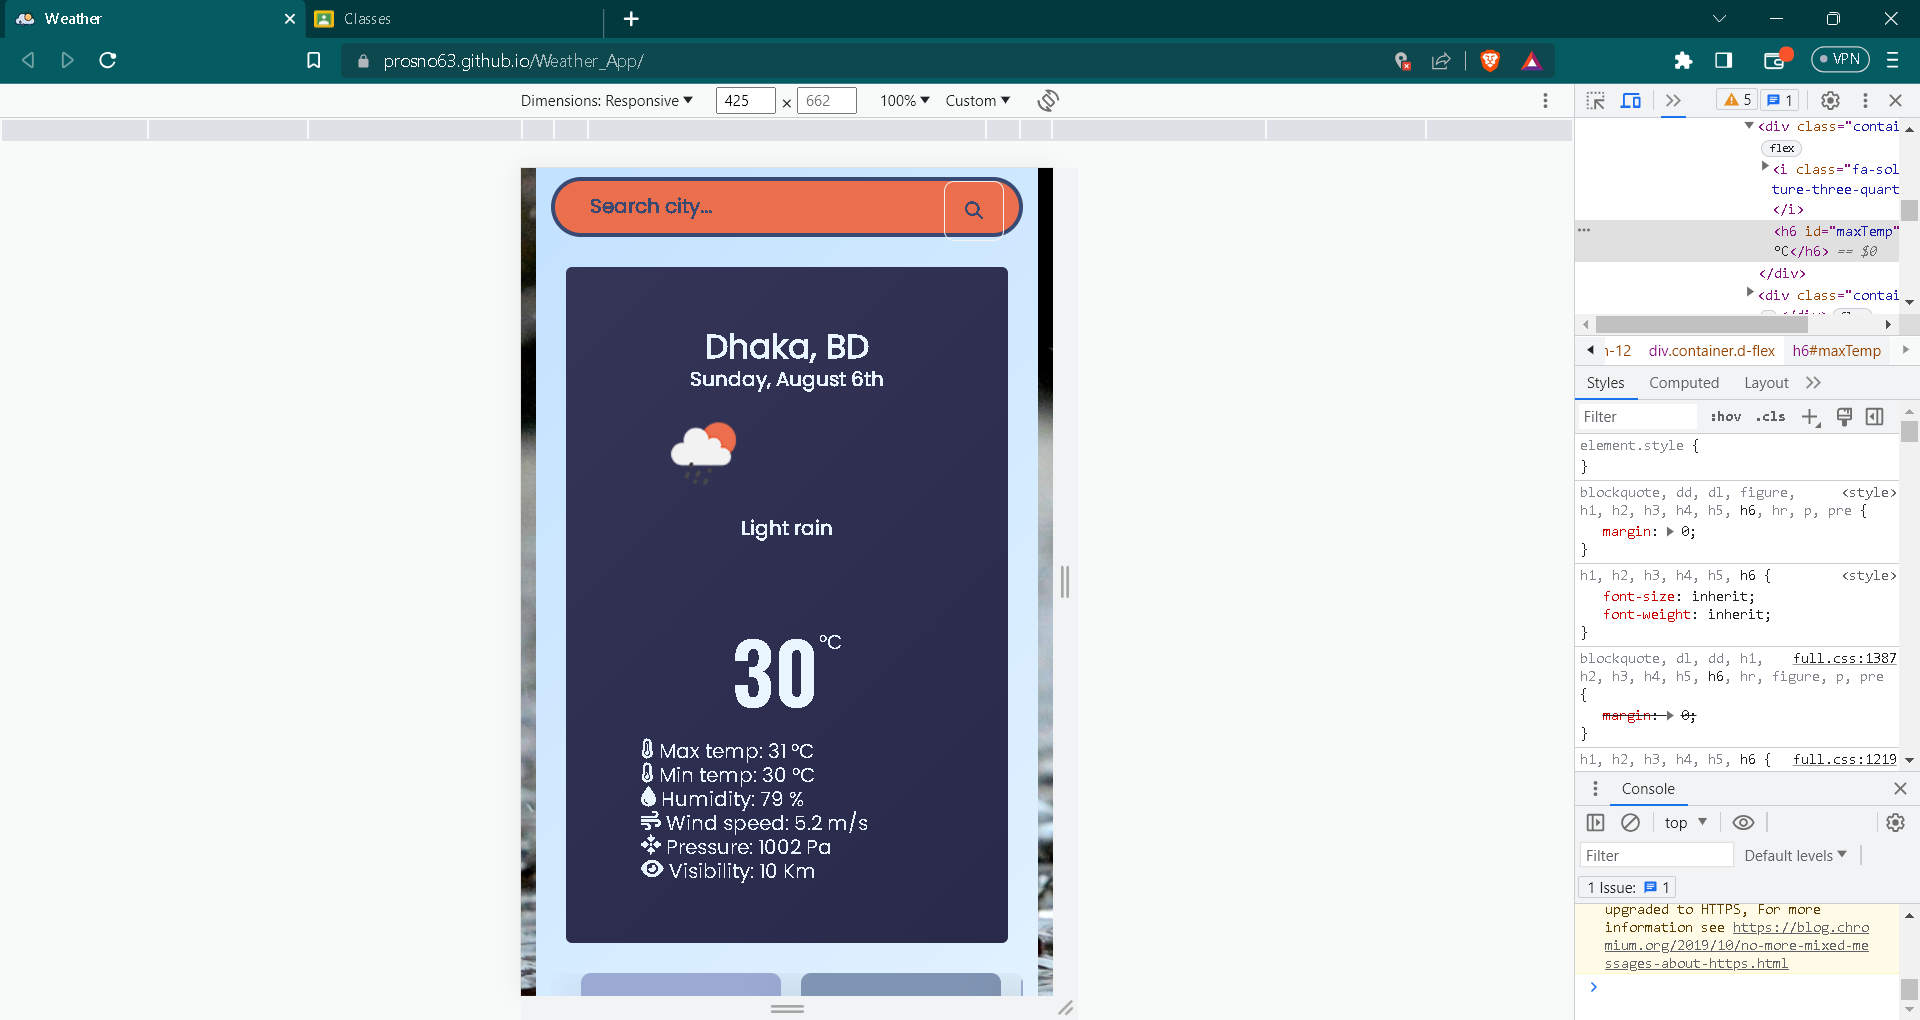 Weather
Classes
prosno63.github.io/Weather_App/
VPN
Dimensions: Responsive
425 × 662
100%
Custom
5
1
Search city...
Dhaka, BD
Sunday, August 6th
Light rain
30 °C
Max temp: 31 °C
Min temp: 30 °C
Humidity: 79 %
Wind speed: 5.2 m/s
Pressure: 1002 Pa
Visibility: 10 Km
<div class="contai
flex
<i class="fa-sol
ture-three-quart
</i>
<h6 id="maxTemp"
°C</h6> == $0
</div>
<div class="contai
-12 div.container.d-flex h6#maxTemp
Styles Computed Layout
Filter :hov .cls
element.style {
}
blockquote, dd, dl, figure, <style>
h1, h2, h3, h4, h5, h6, hr, p, pre {
margin: 0;
}
h1, h2, h3, h4, h5, h6 { <style>
font-size: inherit;
font-weight: inherit;
}
blockquote, dl, dd, h1, full.css:1387
h2, h3, h4, h5, h6, hr, figure, p, pre
{
margin: 0;
}
h1, h2, h3, h4, h5, h6 { full.css:1219
Console
top
Filter Default levels
1 Issue: 1
upgraded to HTTPS, For more
information see https://blog.chro
mium.org/2019/10/no-more-mixed-me
ssages-about-https.html